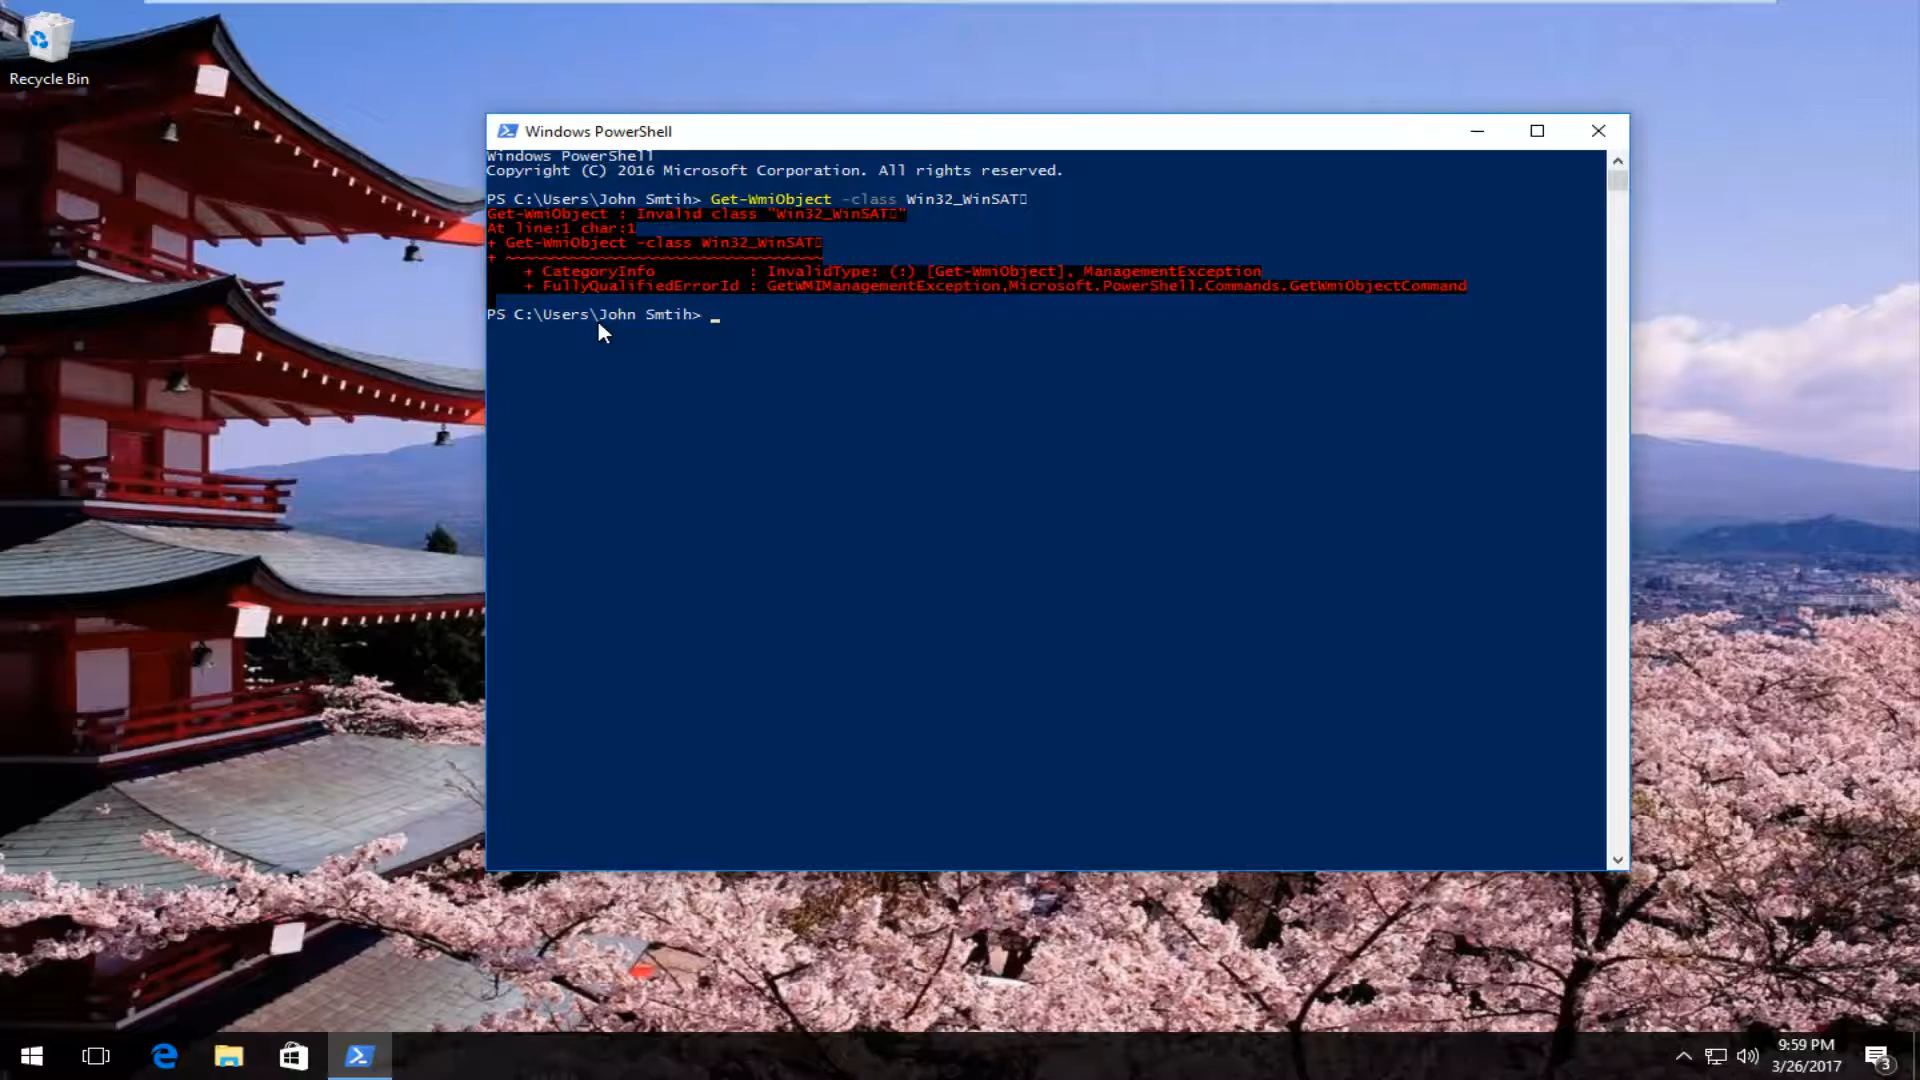 Recycle Bin
Windows PowerShell
Windows PowerShell
Copyright (C) 2016 Microsoft Corporation. All rights reserved.
PS C:\Users\John Smtih> Get-WmiObject -class Win32_WinSAT▯
Get-WmiObject : Invalid class "Win32_WinSAT▯"
At line:1 char:1
+ Get-WmiObject -class Win32_WinSAT▯
+ ~~~~~~~~~~~~~~~~~~~~~~~~~~~~~~~~~~
+ CategoryInfo : InvalidType: (:) [Get-WmiObject], ManagementException
+ FullyQualifiedErrorId : GetWMIManagementException,Microsoft.PowerShell.Commands.GetWmiObjectCommand
PS C:\Users\John Smtih> _
9:59 PM
3/26/2017
3